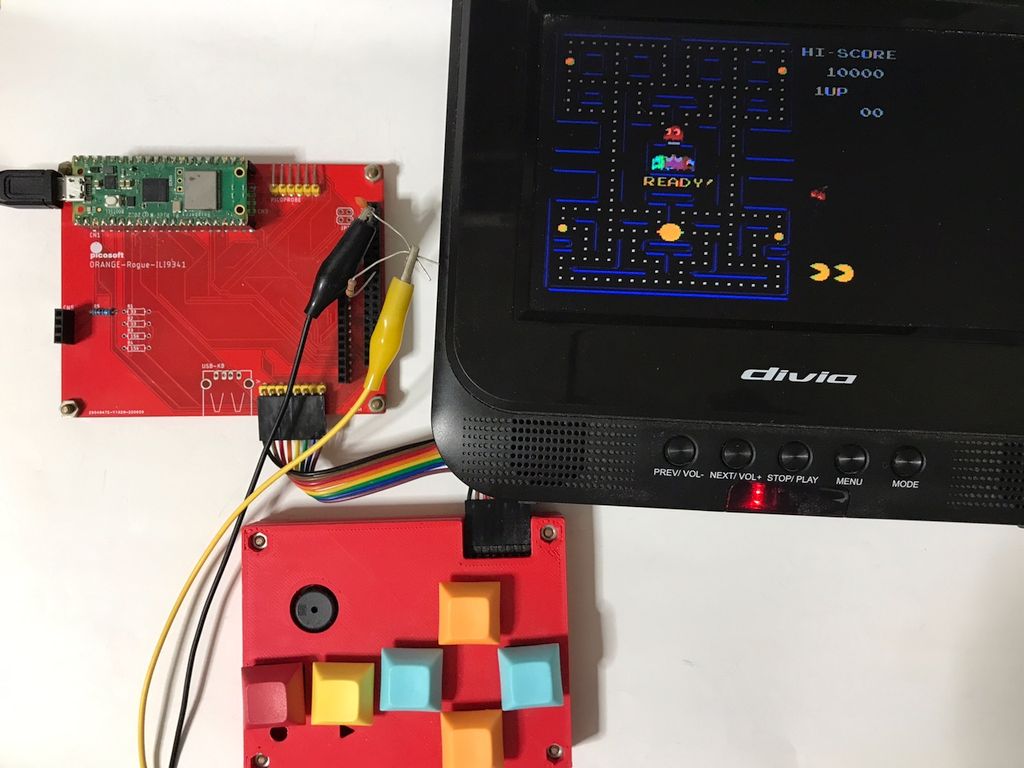 HI-SCORE
10000
1UP
00
READY!
PICOPROBE
CN1
picosoft
ORANGE-Rogue-ILI9341
USB-KB
divia
PREV/ VOL-
NEXT/ VOL+
STOP/ PLAY
MENU
MODE